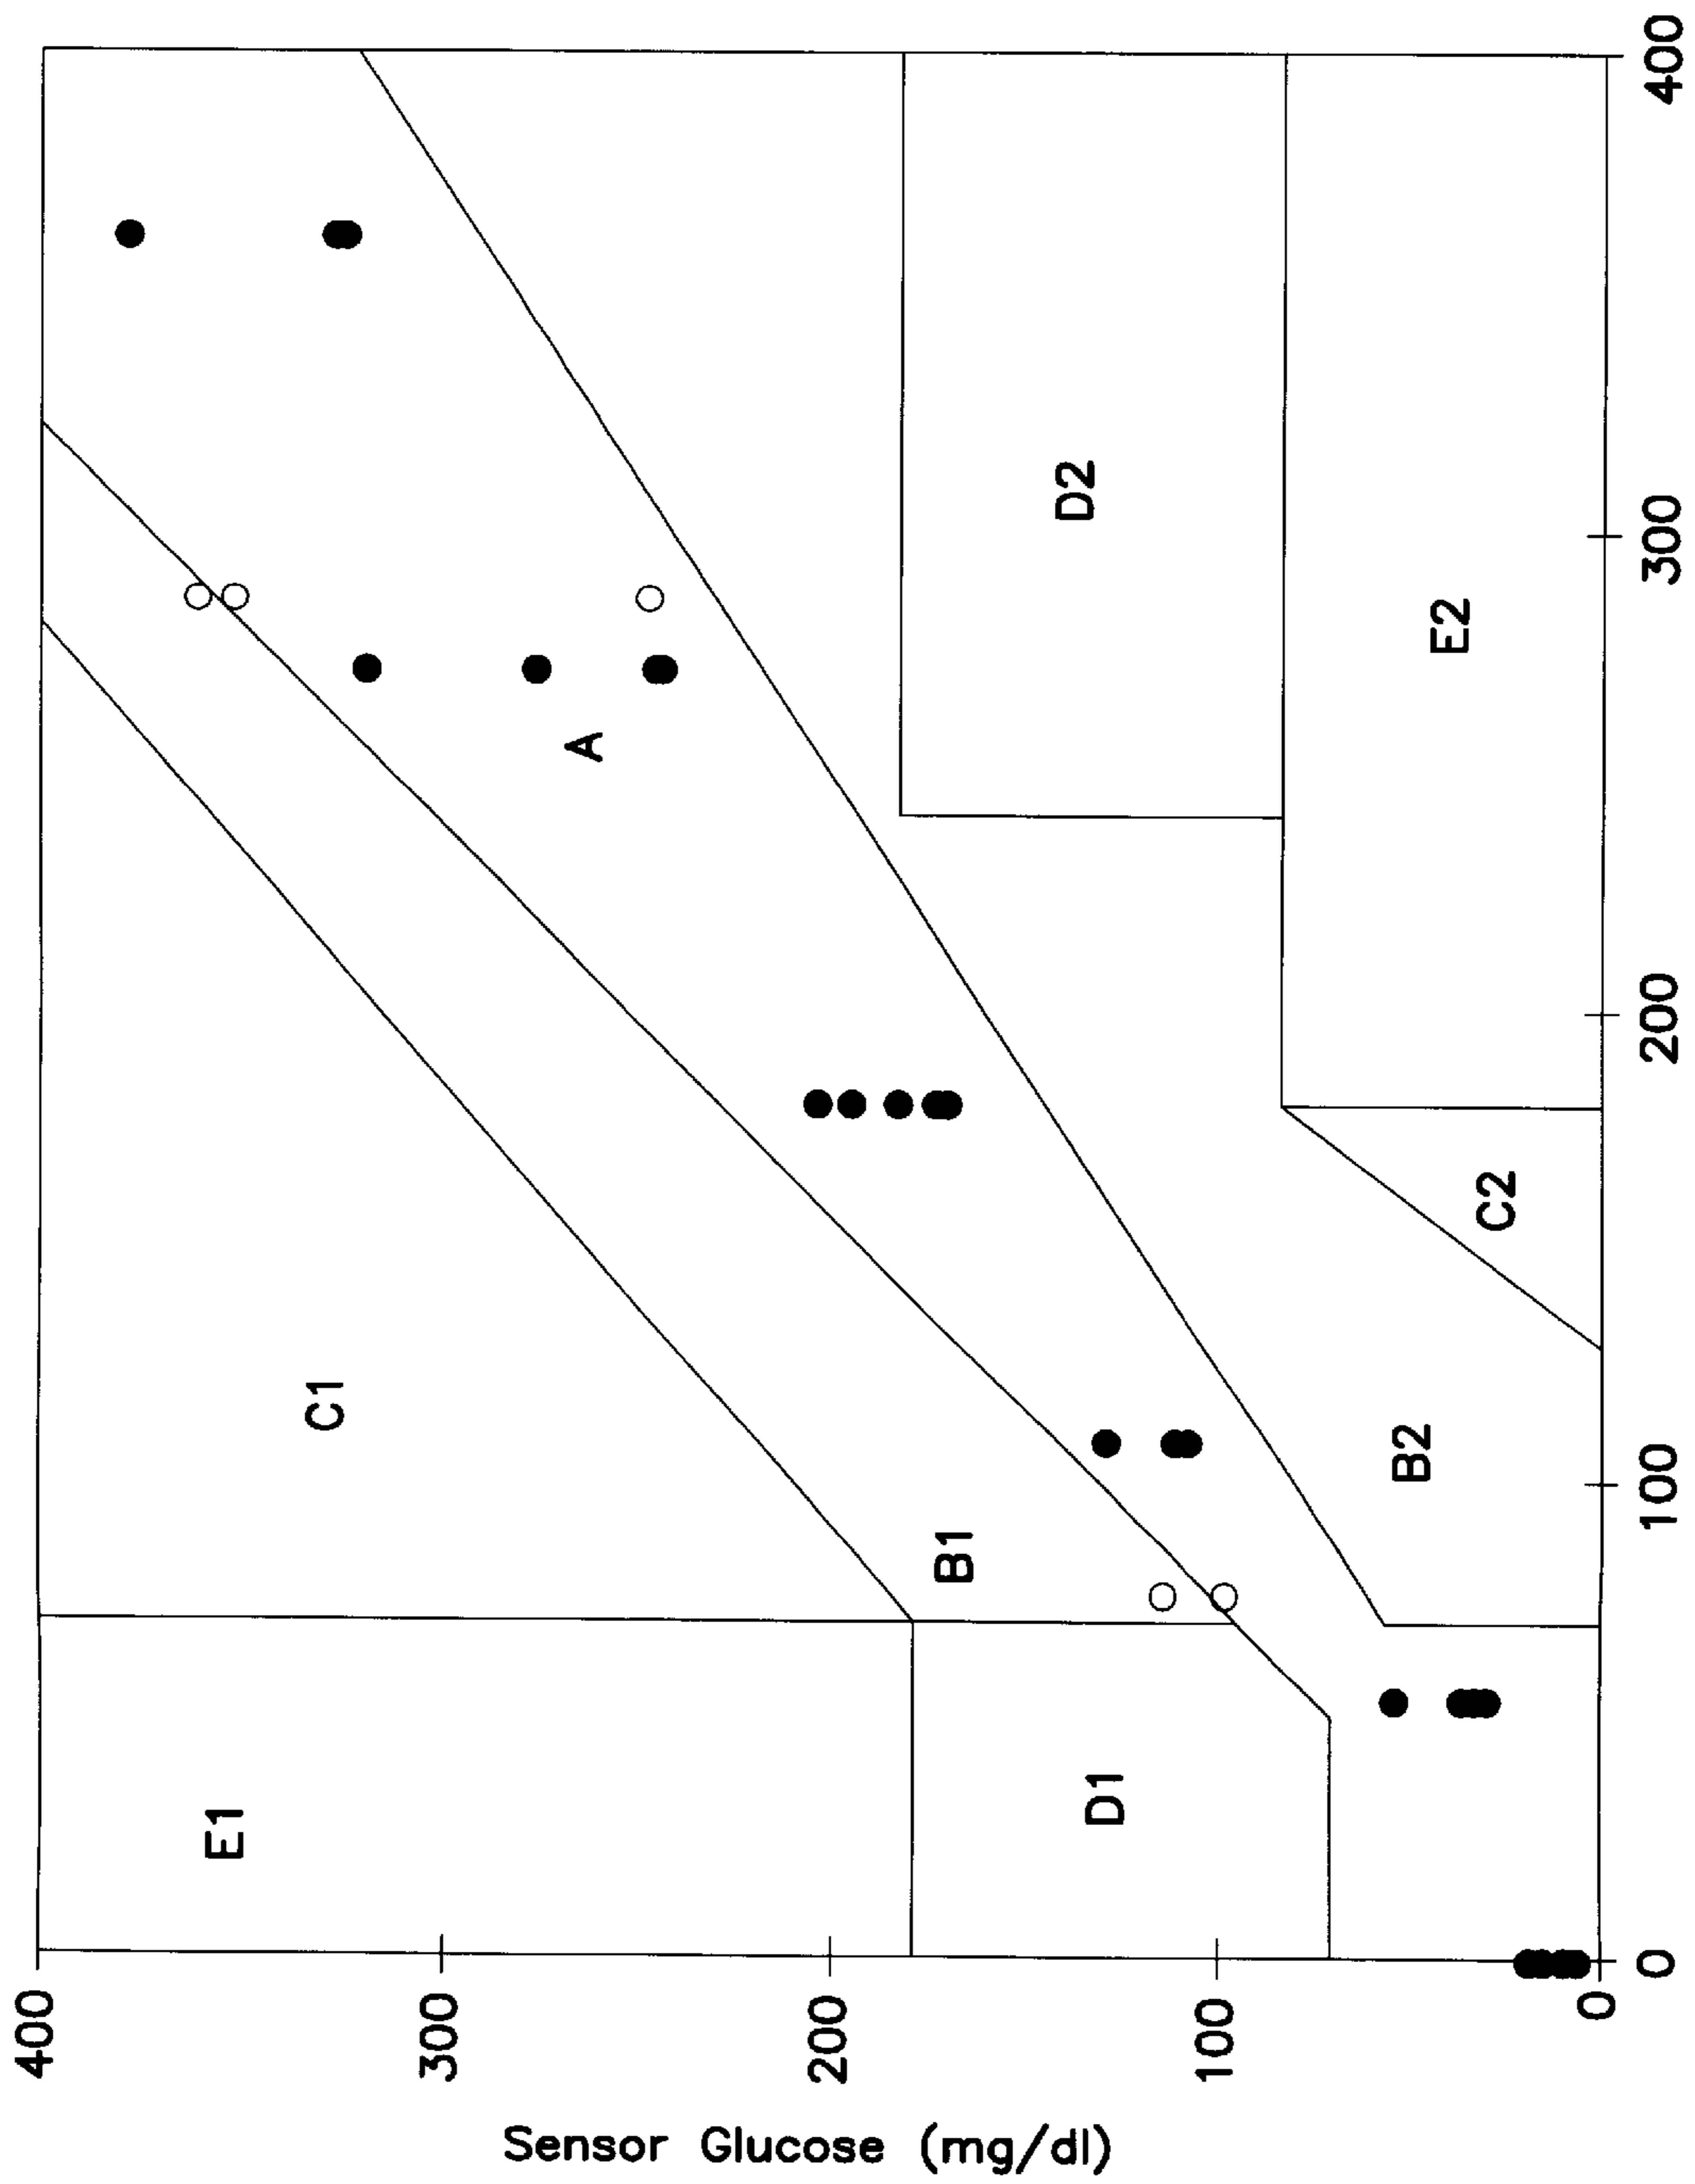 400
300
200
100
0
Sensor Glucose (mg/dl)
0
100
200
300
400
E1
C1
D1
B1
A
B2
C2
D2
E2